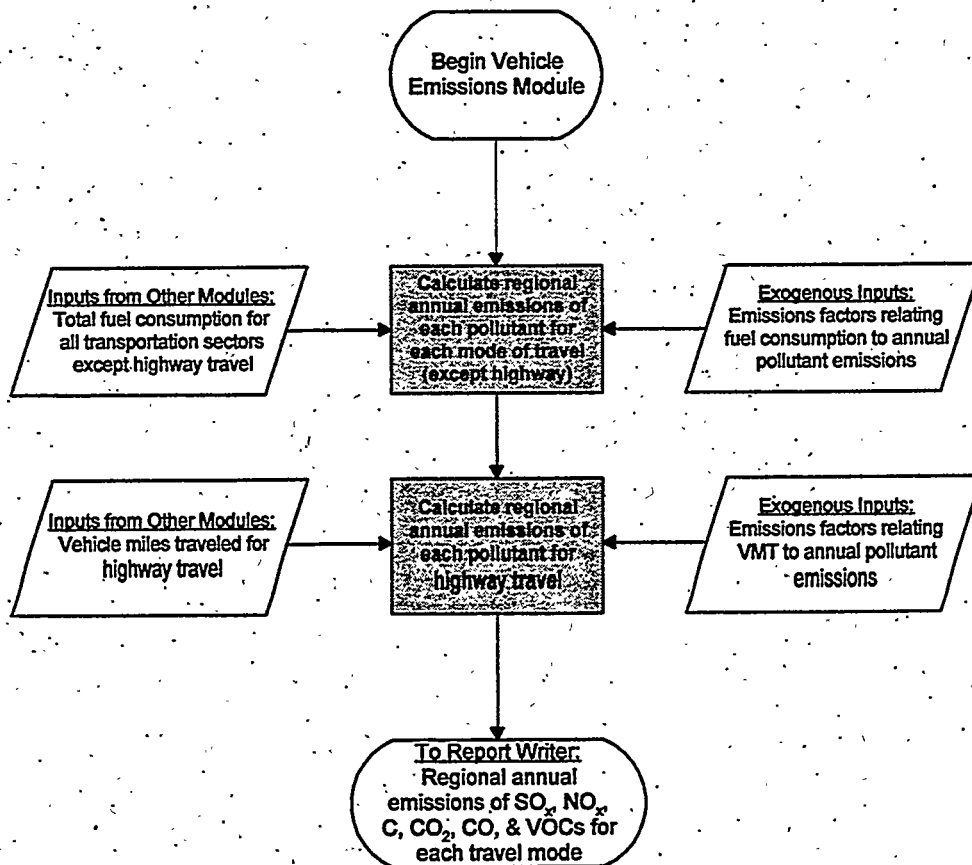 Begin Vehicle
Emissions Module
Inputs from Other Modules:
Total fuel consumption for
all transportation sectors
except highway travel
Calculate regional
annual emissions of
each pollutant for
each mode of travel
(except highway)
Exogenous Inputs:
Emissions factors relating
fuel consumption to annual
pollutant emissions
Inputs from Other Modules:
Vehicle miles traveled for
highway travel
Calculate regional
annual emissions of
each pollutant for
highway travel
Exogenous Inputs:
Emissions factors relating
VMT to annual pollutant
emissions
To Report Writer:
Regional annual
emissions of SOₓ, NOₓ,
C, CO₂, CO, & VOCs for
each travel mode